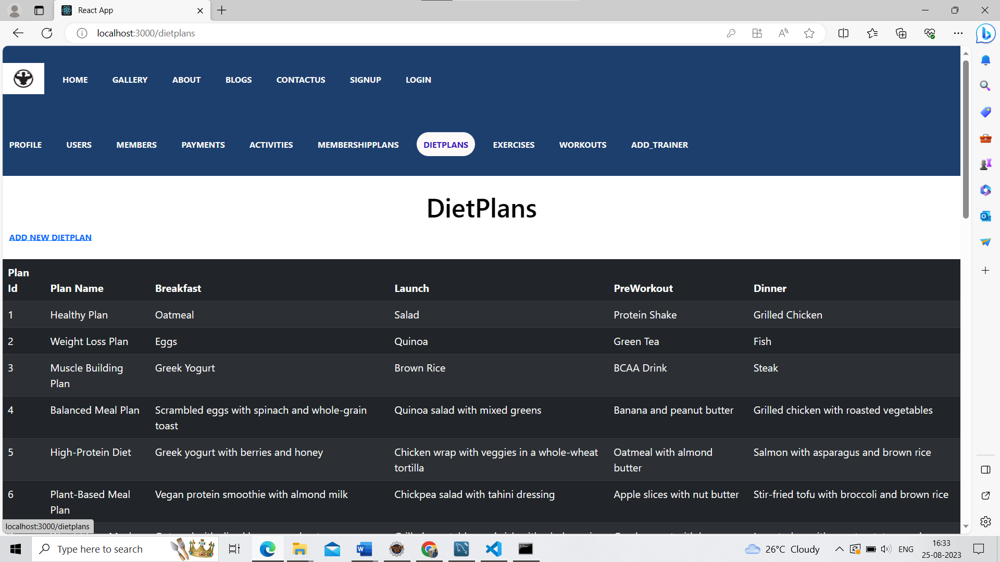 React App
localhost:3000/dietplans
HOME GALLERY ABOUT BLOGS CONTACTUS SIGNUP LOGIN
PROFILE USERS MEMBERS PAYMENTS ACTIVITIES MEMBERSHIPPLANS DIETPLANS EXERCISES WORKOUTS ADD_TRAINER
DietPlans
ADD NEW DIETPLAN
Plan
Id Plan Name Breakfast Launch PreWorkout Dinner
1 Healthy Plan Oatmeal Salad Protein Shake Grilled Chicken
2 Weight Loss Plan Eggs Quinoa Green Tea Fish
3 Muscle Building Greek Yogurt Brown Rice BCAA Drink Steak
Plan
4 Balanced Meal Plan Scrambled eggs with spinach and whole-grain Quinoa salad with mixed greens Banana and peanut butter Grilled chicken with roasted vegetables
toast
5 High-Protein Diet Greek yogurt with berries and honey Chicken wrap with veggies in a whole-wheat Oatmeal with almond Salmon with asparagus and brown rice
tortilla butter
6 Plant-Based Meal Vegan protein smoothie with almond milk Chickpea salad with tahini dressing Apple slices with nut butter Stir-fried tofu with broccoli and brown rice
Plan
localhost:3000/dietplans
Type here to search
26°C Cloudy
ENG
16:33
25-08-2023